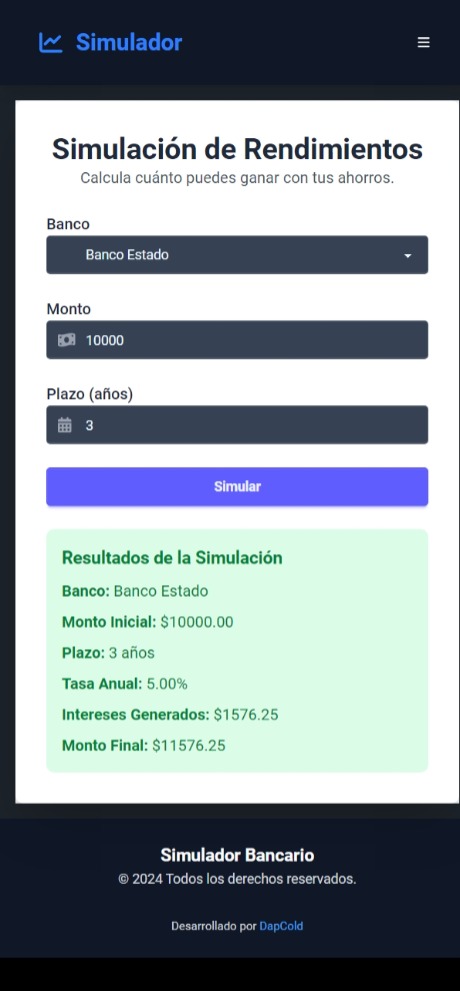 Simulador
Simulación de Rendimientos
Calcula cuánto puedes ganar con tus ahorros.
Banco
Banco Estado
Monto
10000
Plazo (años)
3
Simular
Resultados de la Simulación
Banco: Banco Estado
Monto Inicial: $10000.00
Plazo: 3 años
Tasa Anual: 5.00%
Intereses Generados: $1576.25
Monto Final: $11576.25
Simulador Bancario
© 2024 Todos los derechos reservados.
Desarrollado por DapCold